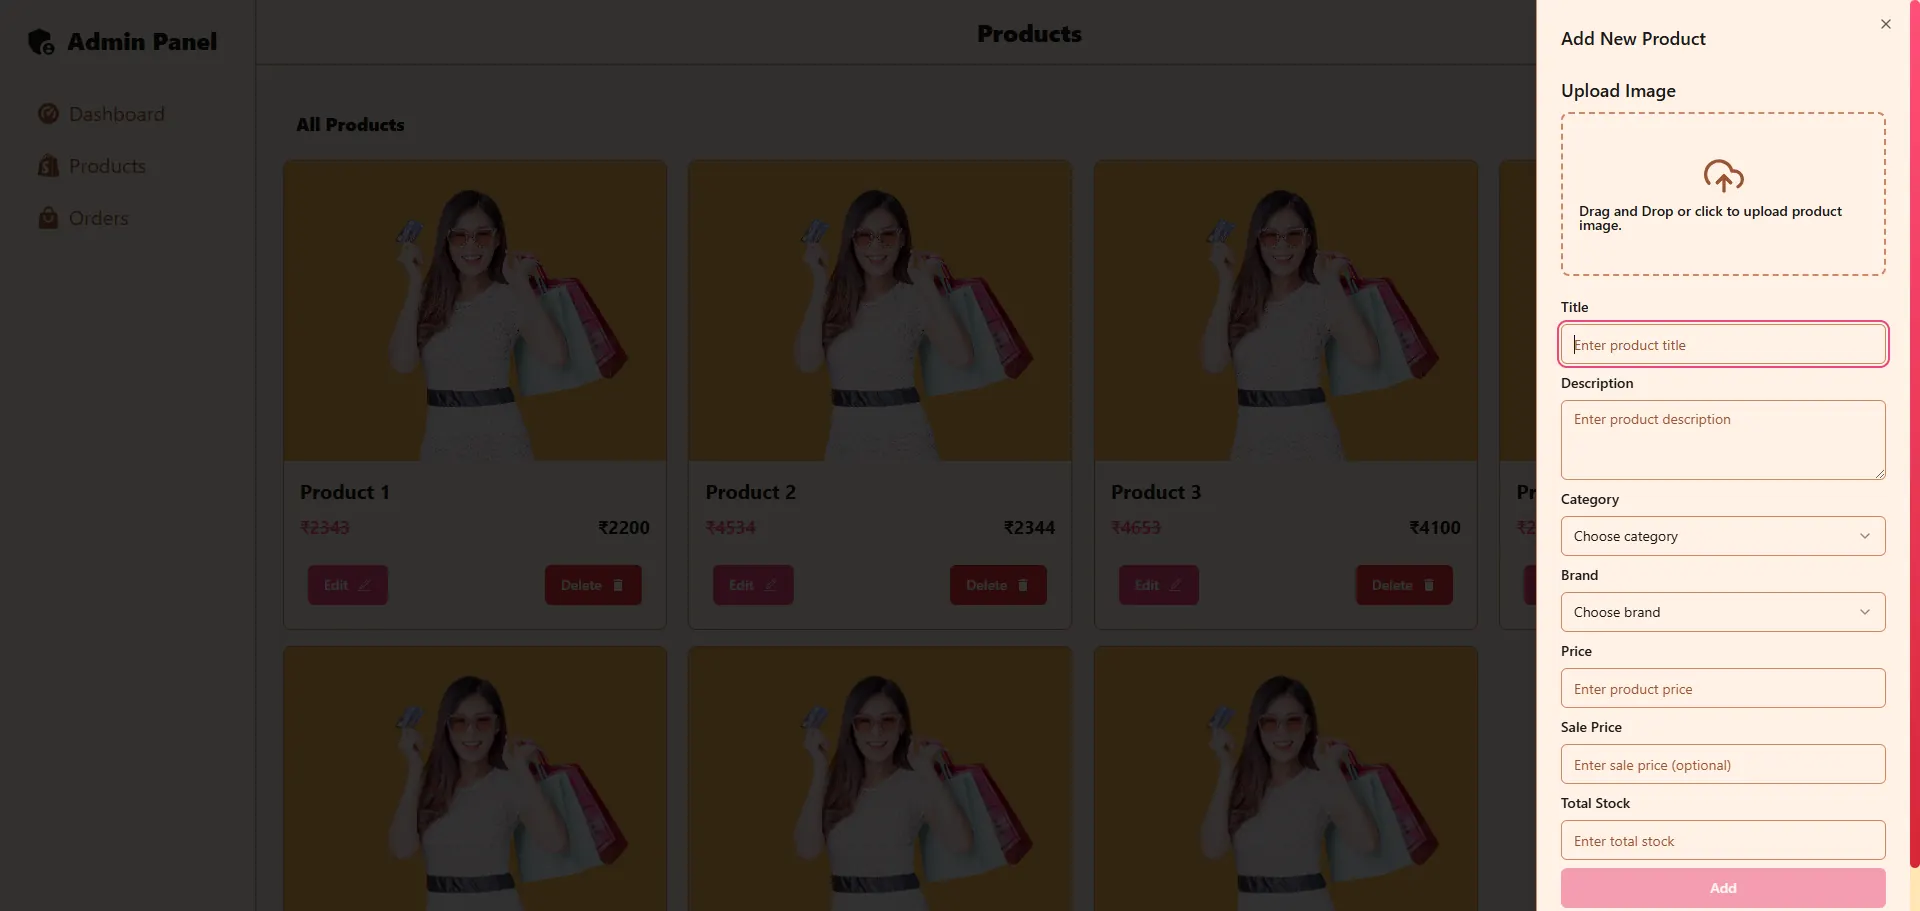 Admin Panel
Dashboard
Products
Orders
Products
All Products
Product 1
₹2343 ₹2200
Edit Delete
Product 2
₹4534 ₹2344
Edit Delete
Product 3
₹4653 ₹4100
Edit Delete
Pr
₹2
Add New Product
Upload Image
Drag and Drop or click to upload product
image.
Title
Enter product title
Description
Enter product description
Category
Choose category
Brand
Choose brand
Price
Enter product price
Sale Price
Enter sale price (optional)
Total Stock
Enter total stock
Add